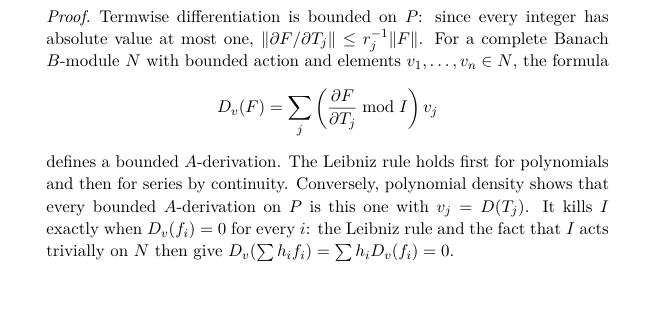 Proof. Termwise differentiation is bounded on P: since every integer has
absolute value at most one, ∥∂F/∂T_j∥ ≤ r_j^{-1}∥F∥. For a complete Banach
B-module N with bounded action and elements v_1, . . . , v_n ∈ N, the formula
D_v(F) = ∑_j (∂F/∂T_j mod I) v_j
defines a bounded A-derivation. The Leibniz rule holds first for polynomials
and then for series by continuity. Conversely, polynomial density shows that
every bounded A-derivation on P is this one with v_j = D(T_j). It kills I
exactly when D_v(f_i) = 0 for every i: the Leibniz rule and the fact that I acts
trivially on N then give D_v(∑ h_i f_i) = ∑ h_i D_v(f_i) = 0.